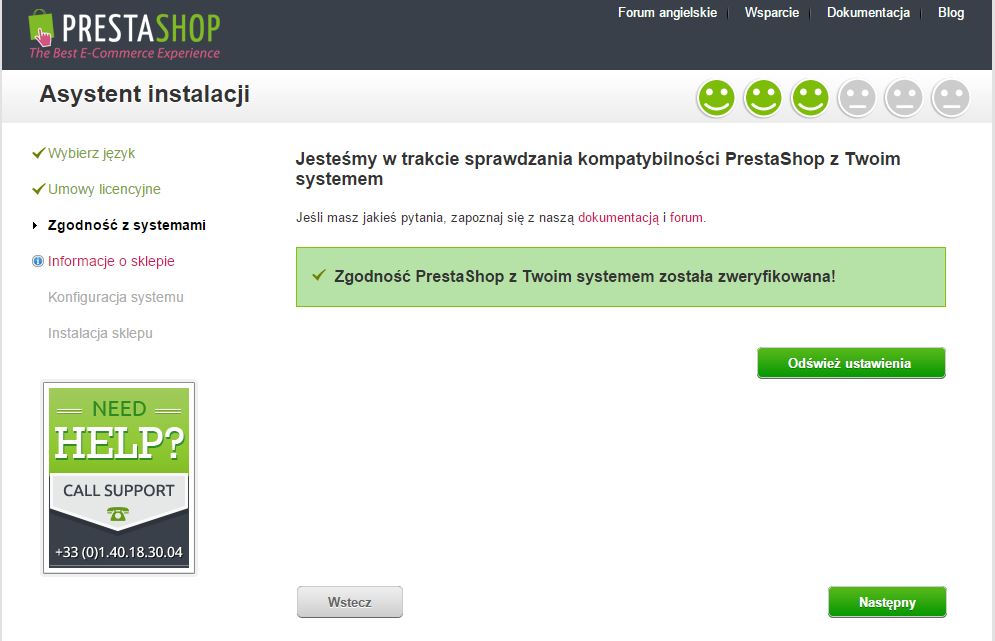 PRESTASHOP
The Best E-Commerce Experience
Forum angielskie
Wsparcie
Dokumentacja
Blog
Asystent instalacji
Wybierz język
Umowy licencyjne
Zgodność z systemami
Informacje o sklepie
Konfiguracja systemu
Instalacja sklepu
NEED
HELP?
CALL SUPPORT
+33 (0)1.40.18.30.04
Jesteśmy w trakcie sprawdzania kompatybilności PrestaShop z Twoim
systemem
Jeśli masz jakieś pytania, zapoznaj się z naszą dokumentacją i forum.
Zgodność PrestaShop z Twoim systemem została zweryfikowana!
Odśwież ustawienia
Wstecz
Następny